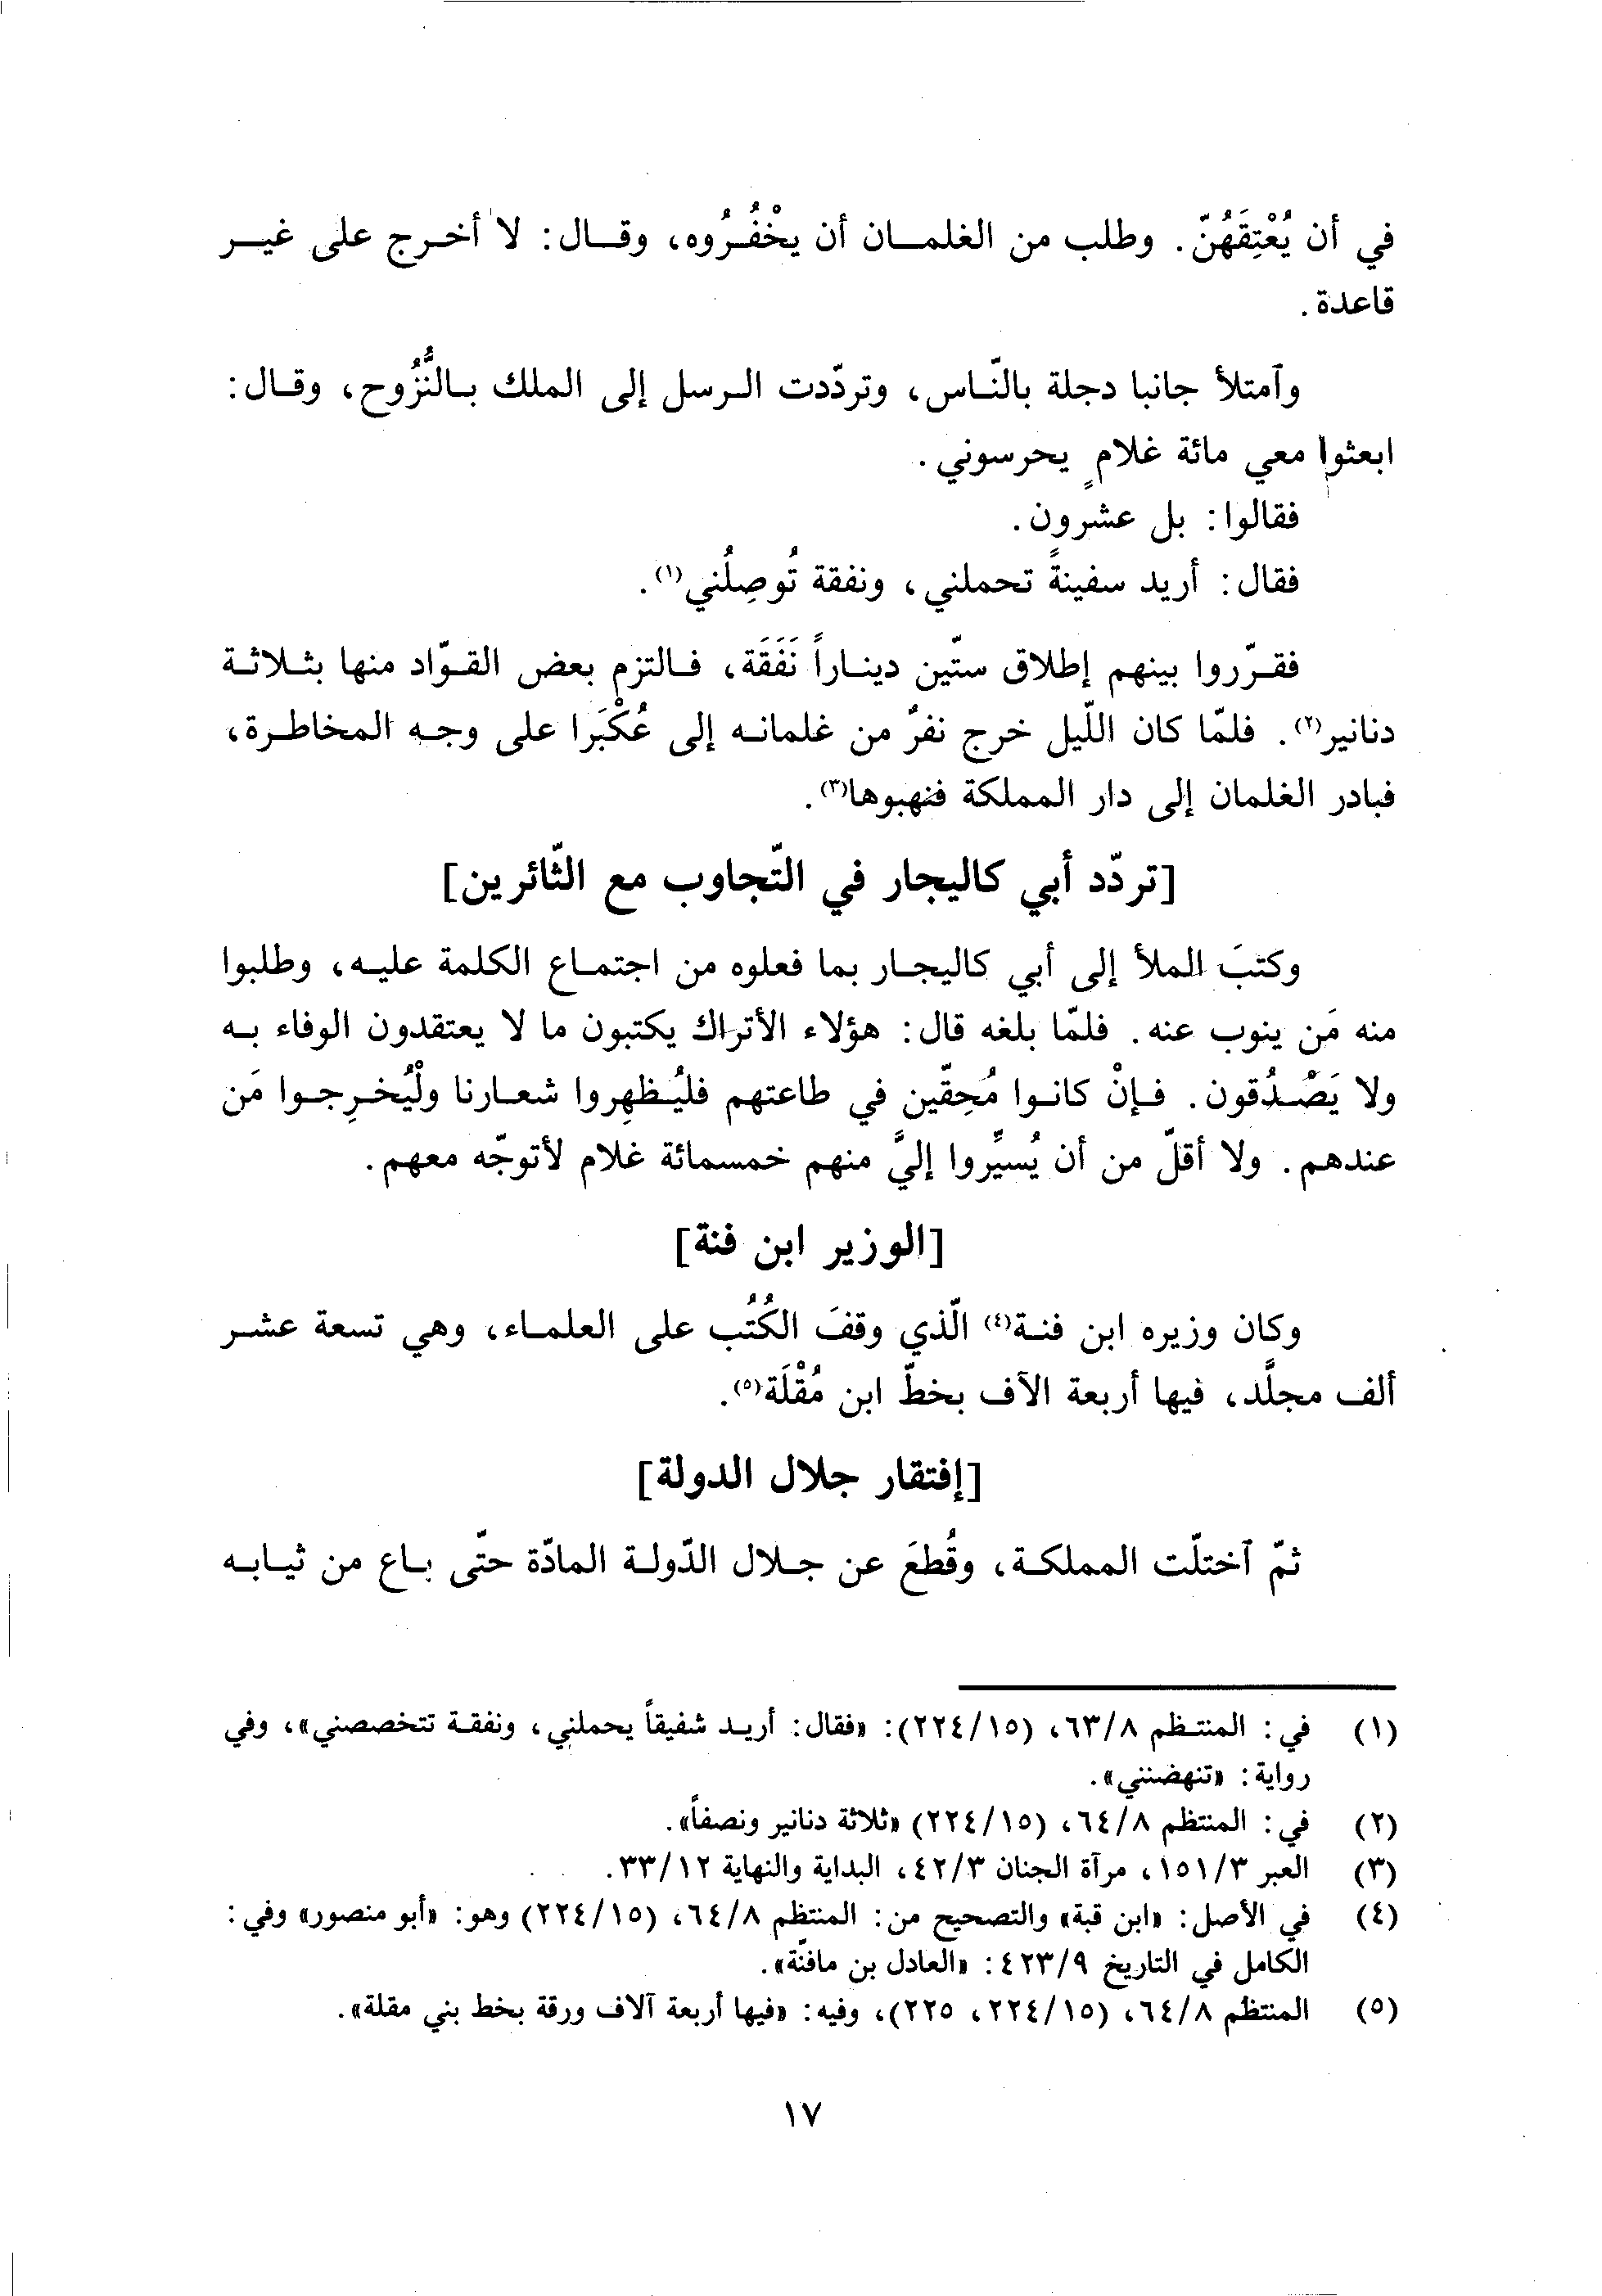 في أن يُعْتِقَهُنّ. وطلب من الغلمان أن يخْفُرُوه، وقال: لا أخرج على غير
قاعدة.
وآمتلأ جانبا دجلة بالنّاس، وتردّدت الرسل إلى الملك بالنُّزُوح، وقال:
ابعثوا معي مائة غلامٍ يحرسوني.
فقالوا: بل عشرون.
فقال: أريد سفينةً تحملني، ونفقة تُوصِلُني(١).
فقرّروا بينهم إطلاق ستّين ديناراً نَفَقَة، فالتزم بعض القوّاد منها بثلاثة
دنانير(٢). فلمّا كان اللّيل خرج نفرٌ من غلمانه إلى عُكْبَرا على وجه المخاطرة،
فبادر الغلمان إلى دار المملكة فنهبوها(٣).
[تردّد أبي كاليجار في التّجاوب مع الثّائرين]
وكتبَ الملأ إلى أبي كاليجار بما فعلوه من اجتماع الكلمة عليه، وطلبوا
منه مَن ينوب عنه. فلمّا بلغه قال: هؤلاء الأتراك يكتبون ما لا يعتقدون الوفاء به
ولا يَصْدُقون. فإنْ كانوا مُحِقّين في طاعتهم فليُظهِروا شعارنا ولْيُخرِجوا مَن
عندهم. ولا أقلّ من أن يُسيِّروا إليَّ منهم خمسمائة غلام لأتوجّه معهم.
[الوزير ابن فنة]
وكان وزيره ابن فنة(٤) الّذي وقفَ الكُتُب على العلماء، وهي تسعة عشر
ألف مجلَّد، فيها أربعة الآف بخطّ ابن مُقْلَة(٥).
[إفتقار جلال الدولة]
ثمّ آختلّت المملكة، وقُطعَ عن جلال الدّولة المادّة حتّى باع من ثيابه
(١) في: المنتظم ٦٣/٨، (٢٢٤/١٥): «فقال: أريد شفيقاً يحملني، ونفقة تتخصصني»، وفي
رواية: «تنهضنني».
(٢) في: المنتظم ٦٤/٨، (٢٢٤/١٥) «ثلاثة دنانير ونصفاً».
(٣) العبر ١٥١/٣، مرآة الجنان ٤٢/٣، البداية والنهاية ٣٣/١٢.
(٤) في الأصل: «ابن قبة» والتصحيح من: المنتظم ٦٤/٨، (٢٢٤/١٥) وهو: «أبو منصور» وفي:
الكامل في التاريخ ٤٢٣/٩: «العادل بن مافنّة».
(٥) المنتظم ٦٤/٨، (٢٢٤/١٥، ٢٢٥)، وفيه: «فيها أربعة آلاف ورقة بخط بني مقلة».
١٧